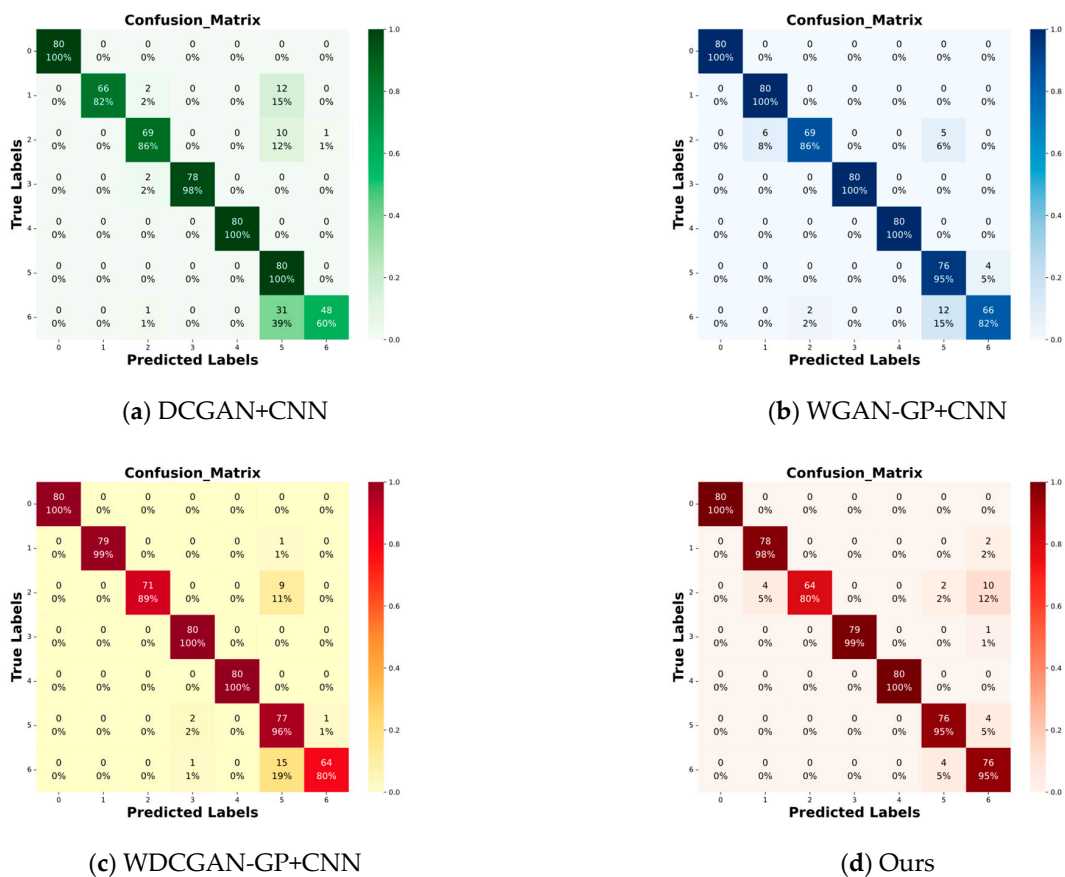 Confusion_Matrix
0 80 0 0 0 0 0 0 1.0
100% 0% 0% 0% 0% 0% 0%
1 0 66 2 0 0 12 0 0.8
0% 82% 2% 0% 0% 15% 0%
2 0 0 69 0 0 10 1
0% 0% 86% 0% 0% 12% 1% 0.6
3 0 0 2 78 0 0 0
0% 0% 2% 98% 0% 0% 0%
4 0 0 0 0 80 0 0 0.4
0% 0% 0% 0% 100% 0% 0%
5 0 0 0 0 0 80 0 0.2
0% 0% 0% 0% 0% 100% 0%
6 0 0 1 0 0 31 48
0% 0% 1% 0% 0% 39% 60% 0.0
0 1 2 3 4 5 6
True Labels
Predicted Labels
(a) DCGAN+CNN
Confusion_Matrix
0 80 0 0 0 0 0 0 1.0
100% 0% 0% 0% 0% 0% 0%
1 0 80 0 0 0 0 0 0.8
0% 100% 0% 0% 0% 0% 0%
2 0 6 69 0 0 5 0
0% 8% 86% 0% 0% 6% 0% 0.6
3 0 0 0 80 0 0 0
0% 0% 0% 100% 0% 0% 0%
4 0 0 0 0 80 0 0 0.4
0% 0% 0% 0% 100% 0% 0%
5 0 0 0 0 0 76 4 0.2
0% 0% 0% 0% 0% 95% 5%
6 0 0 2 0 0 12 66
0% 0% 2% 0% 0% 15% 82% 0.0
0 1 2 3 4 5 6
True Labels
Predicted Labels
(b) WGAN-GP+CNN
Confusion_Matrix
0 80 0 0 0 0 0 0 1.0
100% 0% 0% 0% 0% 0% 0%
1 0 79 0 0 0 1 0 0.8
0% 99% 0% 0% 0% 1% 0%
2 0 0 71 0 0 9 0
0% 0% 89% 0% 0% 11% 0% 0.6
3 0 0 0 80 0 0 0
0% 0% 0% 100% 0% 0% 0%
4 0 0 0 0 80 0 0 0.4
0% 0% 0% 0% 100% 0% 0%
5 0 0 0 2 0 77 1 0.2
0% 0% 0% 2% 0% 96% 1%
6 0 0 0 1 0 15 64
0% 0% 0% 1% 0% 19% 80% 0.0
0 1 2 3 4 5 6
True Labels
Predicted Labels
(c) WDCGAN-GP+CNN
Confusion_Matrix
0 80 0 0 0 0 0 0 1.0
100% 0% 0% 0% 0% 0% 0%
1 0 78 0 0 0 0 2 0.8
0% 98% 0% 0% 0% 0% 2%
2 0 4 64 0 0 2 10
0% 5% 80% 0% 0% 2% 12% 0.6
3 0 0 0 79 0 0 1
0% 0% 0% 99% 0% 0% 1%
4 0 0 0 0 80 0 0 0.4
0% 0% 0% 0% 100% 0% 0%
5 0 0 0 0 0 76 4 0.2
0% 0% 0% 0% 0% 95% 5%
6 0 0 0 0 0 4 76
0% 0% 0% 0% 0% 5% 95% 0.0
0 1 2 3 4 5 6
True Labels
Predicted Labels
(d) Ours